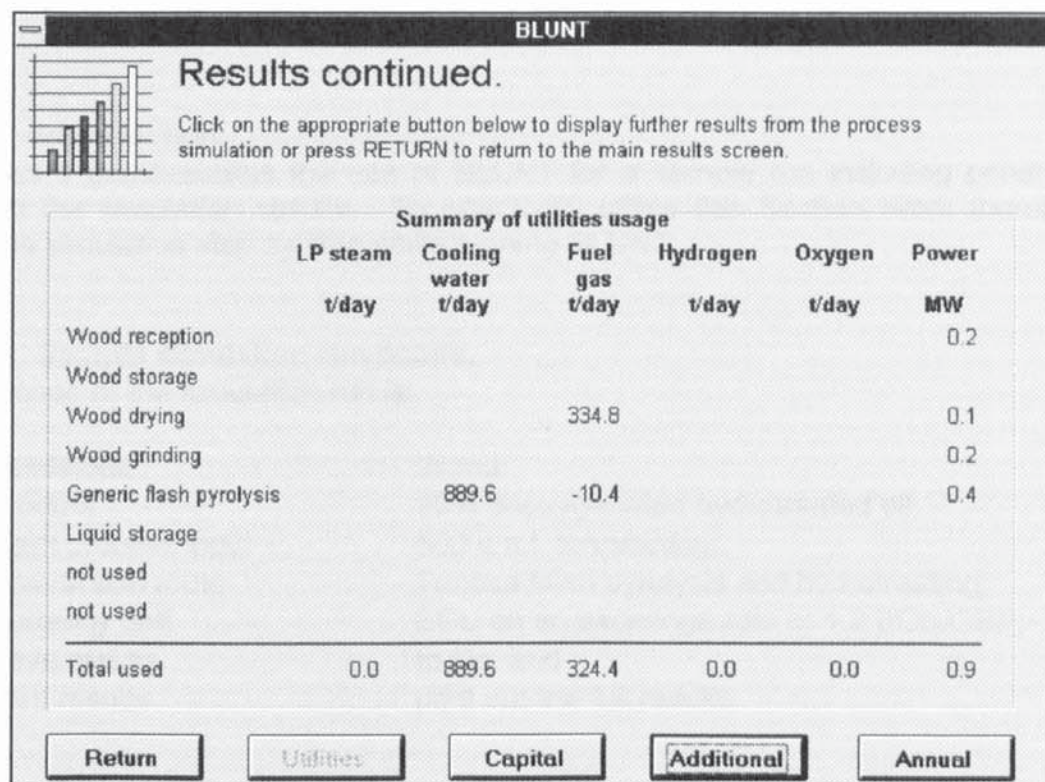 BLUNT
Results continued.
Click on the appropriate button below to display further results from the process
simulation or press RETURN to return to the main results screen.
Summary of utilities usage
LP steam Cooling Fuel Hydrogen Oxygen Power
water gas
t/day t/day t/day t/day t/day MW
Wood reception 0.2
Wood storage
Wood drying 334.8 0.1
Wood grinding 0.2
Generic flash pyrolysis 889.6 -10.4 0.4
Liquid storage
not used
not used
Total used 0.0 889.6 324.4 0.0 0.0 0.9
Return Utilities Capital Additional Annual